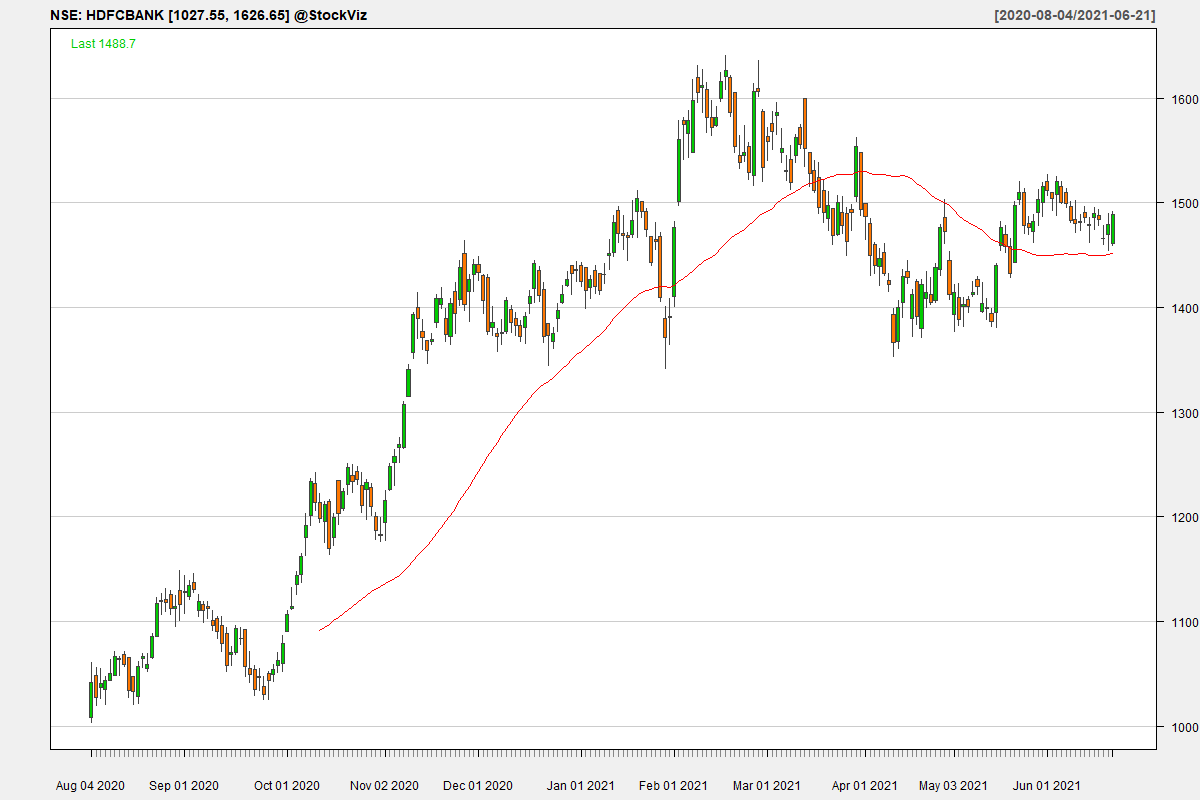 NSE: HDFCBANK [1027.55, 1626.65] @StockViz [2020-08-04/2021-06-21]
Last 1488.7
1600
1500
1400
1300
1200
1100
1000
Aug 04 2020 Sep 01 2020 Oct 01 2020 Nov 02 2020 Dec 01 2020 Jan 01 2021 Feb 01 2021 Mar 01 2021 Apr 01 2021 May 03 2021 Jun 01 2021